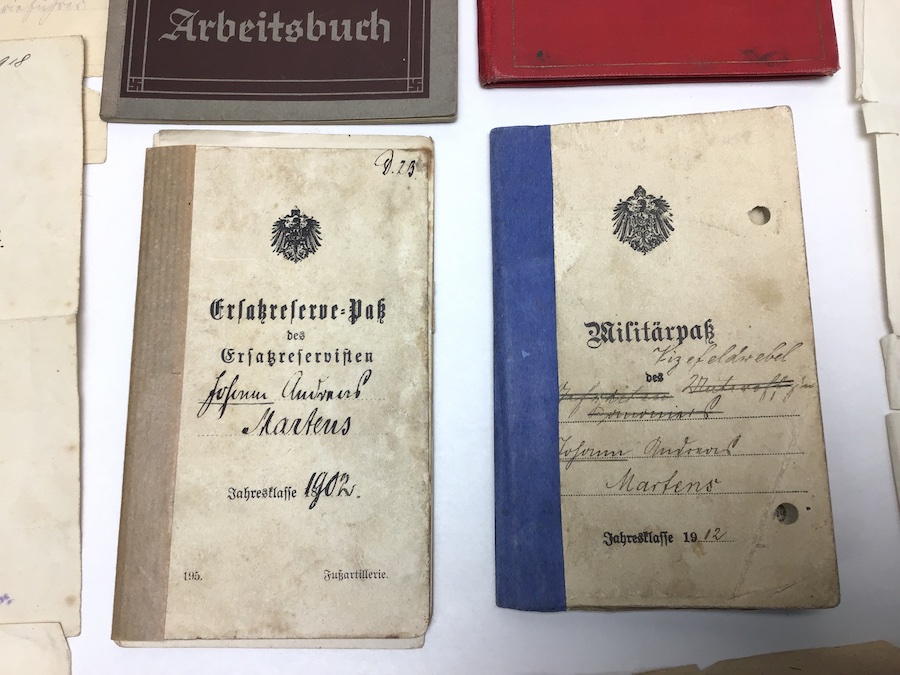 Arbeitsbuch
Ersatzreserve-Paß
des
Ersatzreservisten
Johann Andreas
Martens
Jahresklasse 1902.
195. Fußartillerie.
Militärpaß
Vizefeldwebel
des
Kanoniers
Johann Andreas
Martens
Jahresklasse 1912